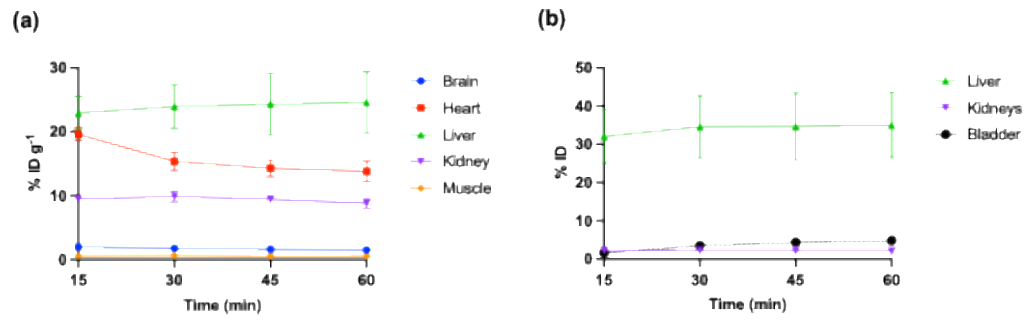 (a)
% ID g⁻¹
30
20
10
0
15
30
45
60
Time (min)
Brain
Heart
Liver
Kidney
Muscle
(b)
% ID
50
40
30
20
10
0
15
30
45
60
Time (min)
Liver
Kidneys
Bladder